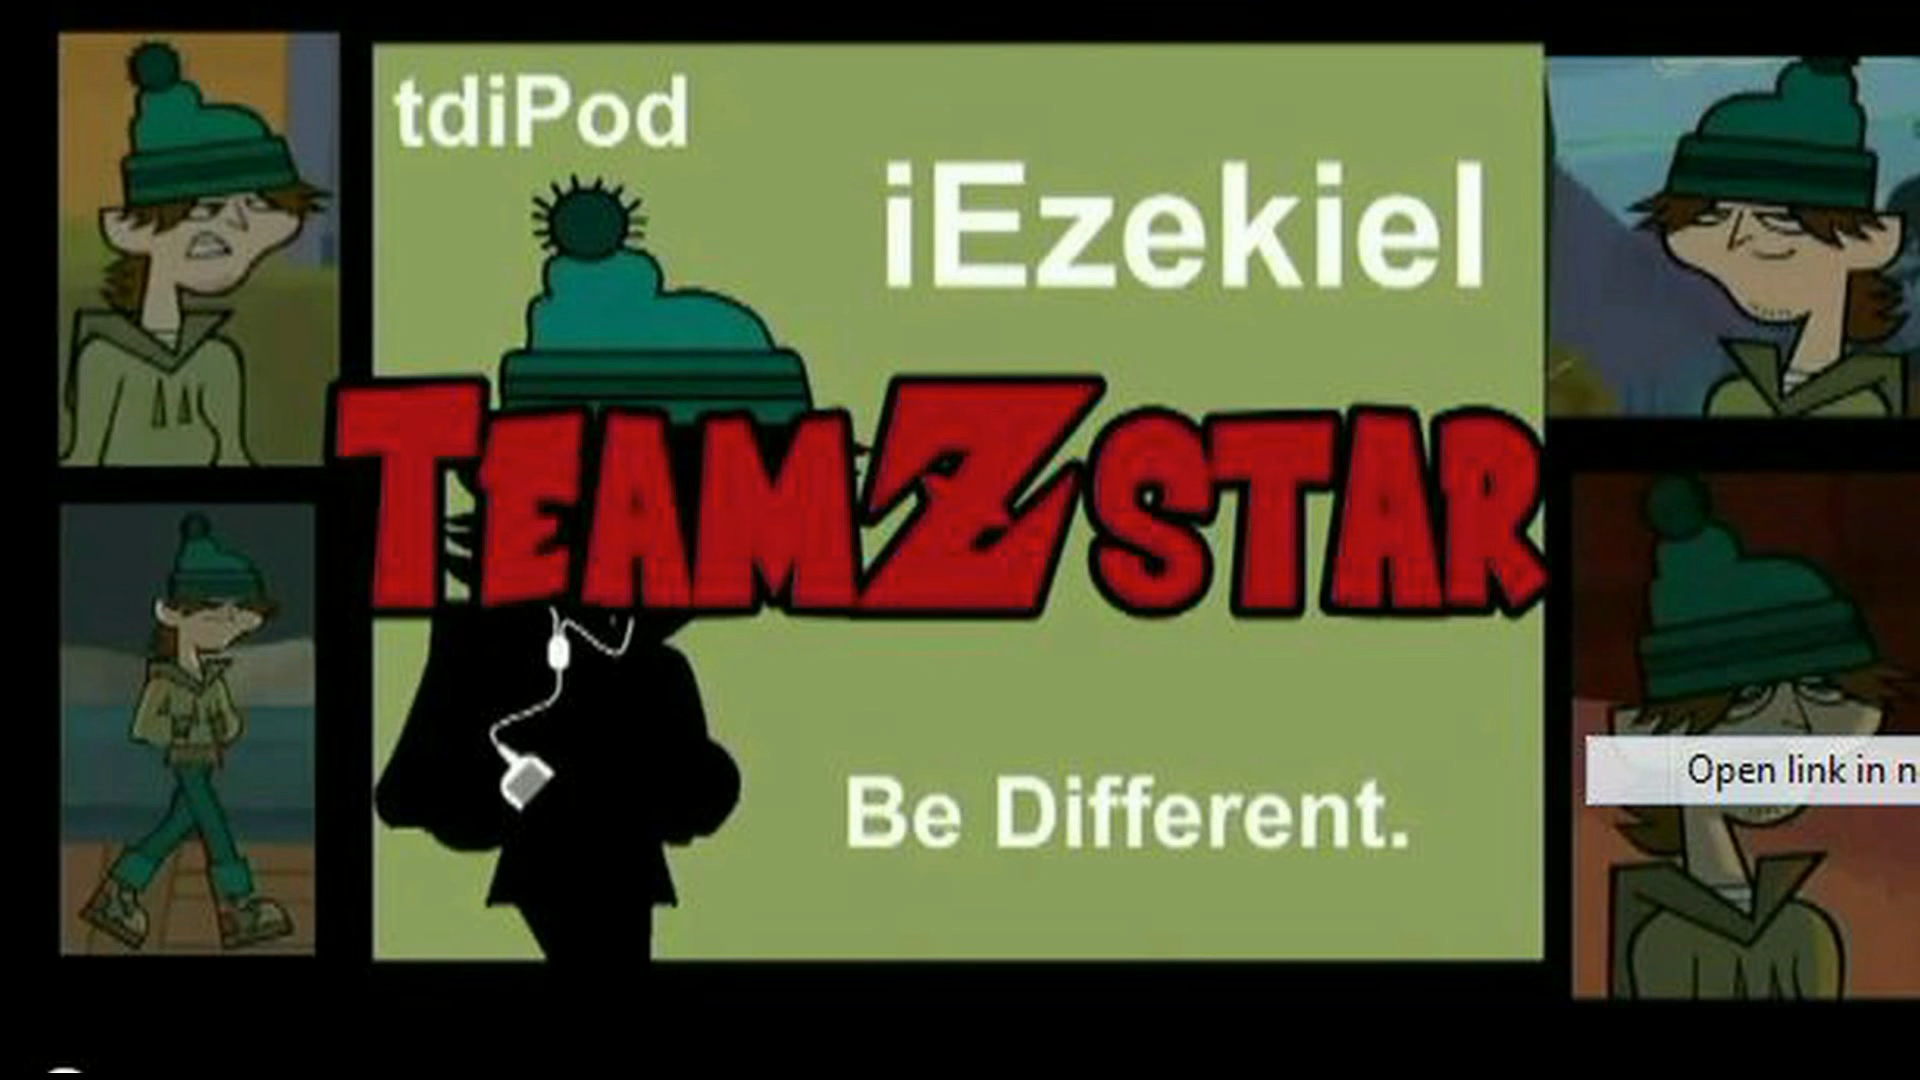 tdiPod
iEzekiel
TEAMZSTAR
Be Different.
Open link in n